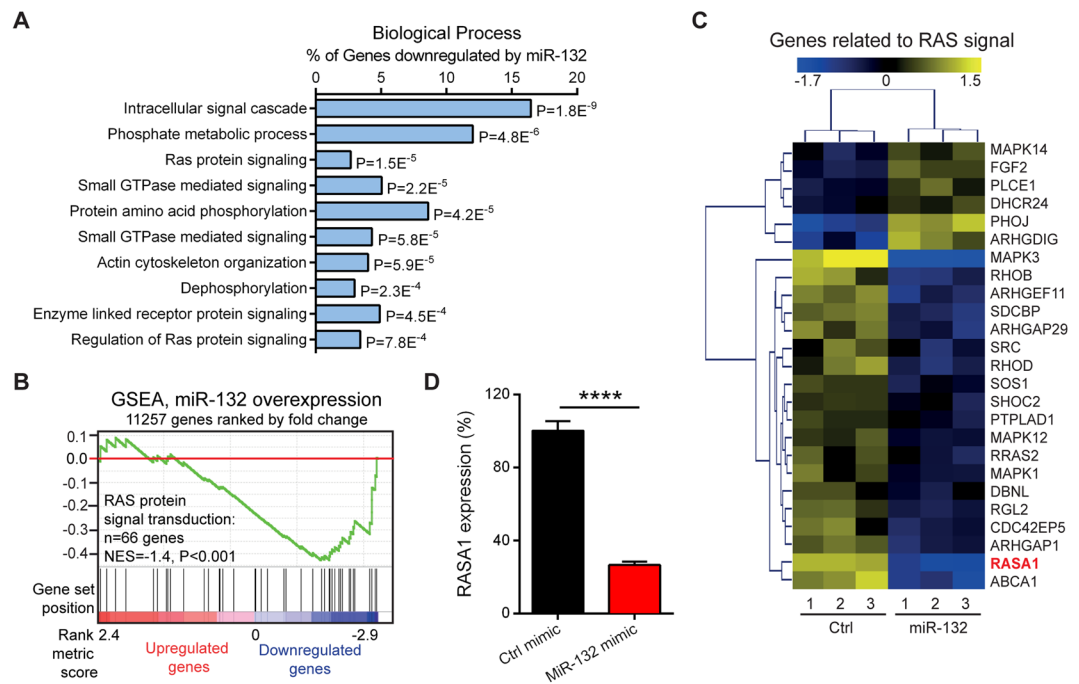 A
Biological Process
% of Genes downregulated by miR-132
0 5 10 15 20
Intracellular signal cascade P=1.8E-9
Phosphate metabolic process P=4.8E-6
Ras protein signaling P=1.5E-5
Small GTPase mediated signaling P=2.2E-5
Protein amino acid phosphorylation P=4.2E-5
Small GTPase mediated signaling P=5.8E-5
Actin cytoskeleton organization P=5.9E-5
Dephosphorylation P=2.3E-4
Enzyme linked receptor protein signaling P=4.5E-4
Regulation of Ras protein signaling P=7.8E-4
B
GSEA, miR-132 overexpression
11257 genes ranked by fold change
0.1
0.0
-0.1
-0.2
-0.3
-0.4
RAS protein
signal transduction:
n=66 genes
NES=-1.4, P<0.001
Gene set
position
Rank
metric
score
2.4 0 -2.9
Upregulated
genes
Downregulated
genes
C
Genes related to RAS signal
-1.7 0 1.5
MAPK14
FGF2
PLCE1
DHCR24
PHOJ
ARHGDIG
MAPK3
RHOB
ARHGEF11
SDCBP
ARHGAP29
SRC
RHOD
SOS1
SHOC2
PTPLAD1
MAPK12
RRAS2
MAPK1
DBNL
RGL2
CDC42EP5
ARHGAP1
RASA1
ABCA1
1 2 3 1 2 3
Ctrl miR-132
D
RASA1 expression (%)
120
80
40
0
****
Ctrl mimic
MiR-132 mimic